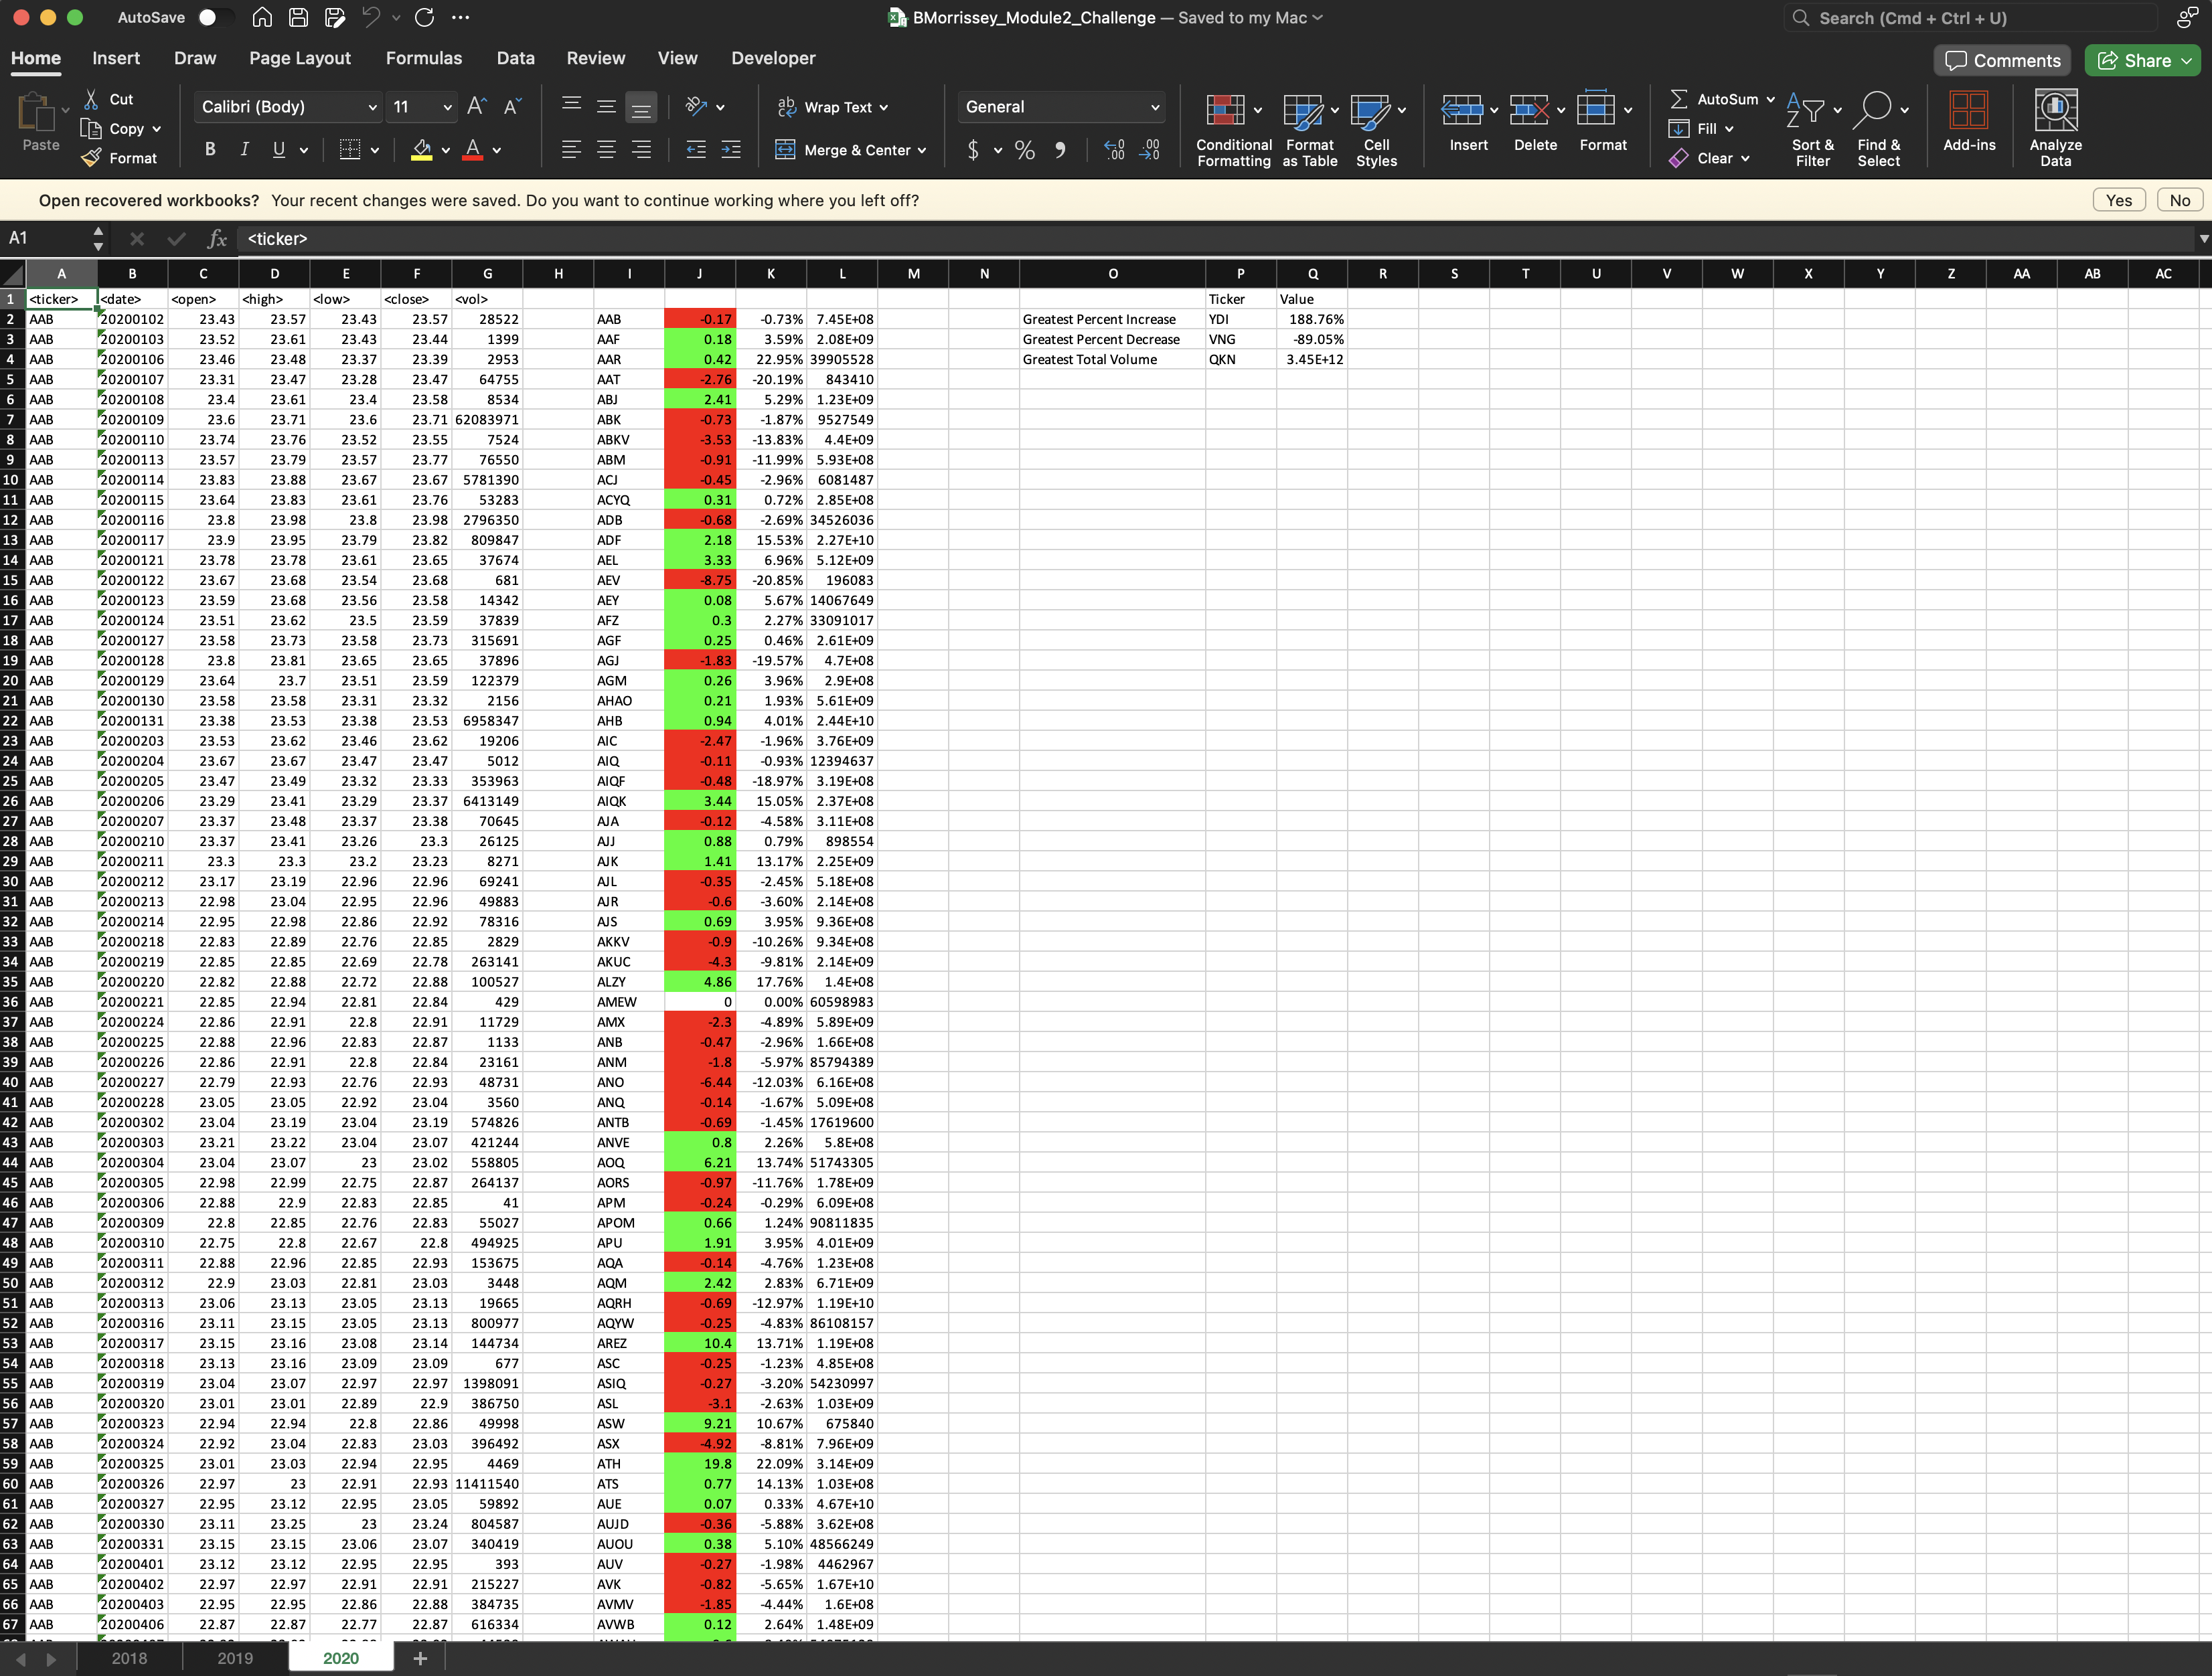 AutoSave
BMorrissey_Module2_Challenge — Saved to my Mac
Search (Cmd + Ctrl + U)
Home Insert Draw Page Layout Formulas Data Review View Developer Comments Share
Paste Cut Copy Format
Calibri (Body) 11
B I U
Wrap Text
Merge & Center
General
$ %
Conditional Formatting
Format as Table
Cell Styles
Insert Delete Format
AutoSum
Fill
Clear
Sort & Filter
Find & Select
Add-ins
Analyze Data
Open recovered workbooks? Your recent changes were saved. Do you want to continue working where you left off? Yes No
A1 fx <ticker>
A B C D E F G H I J K L M N O P Q R S T U V W X Y Z AA AB AC
1 <ticker> <date> <open> <high> <low> <close> <vol> Ticker Value
2 AAB 20200102 23.43 23.57 23.43 23.57 28522 AAB -0.17 -0.73% 7.45E+08 Greatest Percent Increase YDI 188.76%
3 AAB 20200103 23.52 23.61 23.43 23.44 1399 AAF 0.18 3.59% 2.08E+09 Greatest Percent Decrease VNG -89.05%
4 AAB 20200106 23.46 23.48 23.37 23.39 2953 AAR 0.42 22.95% 39905528 Greatest Total Volume QKN 3.45E+12
5 AAB 20200107 23.31 23.47 23.28 23.47 64755 AAT -2.76 -20.19% 843410
6 AAB 20200108 23.4 23.61 23.4 23.58 8534 ABJ 2.41 5.29% 1.23E+09
7 AAB 20200109 23.6 23.71 23.6 23.71 62083971 ABK -0.73 -1.87% 9527549
8 AAB 20200110 23.74 23.76 23.52 23.55 7524 ABKV -3.53 -13.83% 4.4E+09
9 AAB 20200113 23.57 23.79 23.57 23.77 76550 ABM -0.91 -11.99% 5.93E+08
10 AAB 20200114 23.83 23.88 23.67 23.67 5781390 ACJ -0.45 -2.96% 6081487
11 AAB 20200115 23.64 23.83 23.61 23.76 53283 ACYQ 0.31 0.72% 2.85E+08
12 AAB 20200116 23.8 23.98 23.8 23.98 2796350 ADB -0.68 -2.69% 34526036
13 AAB 20200117 23.9 23.95 23.79 23.82 809847 ADF 2.18 15.53% 2.27E+10
14 AAB 20200121 23.78 23.78 23.61 23.65 37674 AEL 3.33 6.96% 5.12E+09
15 AAB 20200122 23.67 23.68 23.54 23.68 681 AEV -8.75 -20.85% 196083
16 AAB 20200123 23.59 23.68 23.56 23.58 14342 AEY 0.08 5.67% 14067649
17 AAB 20200124 23.51 23.62 23.5 23.59 37839 AFZ 0.3 2.27% 33091017
18 AAB 20200127 23.58 23.73 23.58 23.73 315691 AGF 0.25 0.46% 2.61E+09
19 AAB 20200128 23.8 23.81 23.65 23.65 37896 AGJ -1.83 -19.57% 4.7E+08
20 AAB 20200129 23.64 23.7 23.51 23.59 122379 AGM 0.26 3.96% 2.9E+08
21 AAB 20200130 23.58 23.58 23.31 23.32 2156 AHAO 0.21 1.93% 5.61E+09
22 AAB 20200131 23.38 23.53 23.38 23.53 6958347 AHB 0.94 4.01% 2.44E+10
23 AAB 20200203 23.53 23.62 23.46 23.62 19206 AIC -2.47 -1.96% 3.76E+09
24 AAB 20200204 23.67 23.67 23.47 23.47 5012 AIQ -0.11 -0.93% 12394637
25 AAB 20200205 23.47 23.49 23.32 23.33 353963 AIQF -0.48 -18.97% 3.19E+08
26 AAB 20200206 23.29 23.41 23.29 23.37 6413149 AIQK 3.44 15.05% 2.37E+08
27 AAB 20200207 23.37 23.48 23.37 23.38 70645 AJA -0.12 -4.58% 3.11E+08
28 AAB 20200210 23.37 23.41 23.26 23.3 26125 AJJ 0.88 0.79% 898554
29 AAB 20200211 23.3 23.3 23.2 23.23 8271 AJK 1.41 13.17% 2.25E+09
30 AAB 20200212 23.17 23.19 22.96 22.96 69241 AJL -0.35 -2.45% 5.18E+08
31 AAB 20200213 22.98 23.04 22.95 22.96 49883 AJR -0.6 -3.60% 2.14E+08
32 AAB 20200214 22.95 22.98 22.86 22.92 78316 AJS 0.69 3.95% 9.36E+08
33 AAB 20200218 22.83 22.89 22.76 22.85 2829 AKKV -0.9 -10.26% 9.34E+08
34 AAB 20200219 22.85 22.85 22.69 22.78 263141 AKUC -4.3 -9.81% 2.14E+09
35 AAB 20200220 22.82 22.88 22.72 22.88 100527 ALZY 4.86 17.76% 1.4E+08
36 AAB 20200221 22.85 22.94 22.81 22.84 429 AMEW 0 0.00% 60598983
37 AAB 20200224 22.86 22.91 22.8 22.91 11729 AMX -2.3 -4.89% 5.89E+09
38 AAB 20200225 22.88 22.96 22.83 22.87 1133 ANB -0.47 -2.96% 1.66E+08
39 AAB 20200226 22.86 22.91 22.8 22.84 23161 ANM -1.8 -5.97% 85794389
40 AAB 20200227 22.79 22.93 22.76 22.93 48731 ANO -6.44 -12.03% 6.16E+08
41 AAB 20200228 23.05 23.05 22.92 23.04 3560 ANQ -0.14 -1.67% 5.09E+08
42 AAB 20200302 23.04 23.19 23.04 23.19 574826 ANTB -0.69 -1.45% 17619600
43 AAB 20200303 23.21 23.22 23.04 23.07 421244 ANVE 0.8 2.26% 5.8E+08
44 AAB 20200304 23.04 23.07 23 23.02 558805 AOQ 6.21 13.74% 51743305
45 AAB 20200305 22.98 22.99 22.75 22.87 264137 AORS -0.97 -11.76% 1.78E+09
46 AAB 20200306 22.88 22.9 22.83 22.85 41 APM -0.24 -0.29% 6.09E+08
47 AAB 20200309 22.8 22.85 22.76 22.83 55027 APOM 0.66 1.24% 90811835
48 AAB 20200310 22.75 22.8 22.67 22.8 494925 APU 1.91 3.95% 4.01E+09
49 AAB 20200311 22.88 22.96 22.85 22.93 153675 AQA -0.14 -4.76% 1.23E+08
50 AAB 20200312 22.9 23.03 22.81 23.03 3448 AQM 2.42 2.83% 6.71E+09
51 AAB 20200313 23.06 23.13 23.05 23.13 19665 AQRH -0.69 -12.97% 1.19E+10
52 AAB 20200316 23.11 23.15 23.05 23.13 800977 AQYW -0.25 -4.83% 86108157
53 AAB 20200317 23.15 23.16 23.08 23.14 144734 AREZ 10.4 13.71% 1.19E+08
54 AAB 20200318 23.13 23.16 23.09 23.09 677 ASC -0.25 -1.23% 4.85E+08
55 AAB 20200319 23.04 23.07 22.97 22.97 1398091 ASIQ -0.27 -3.20% 54230997
56 AAB 20200320 23.01 23.01 22.89 22.9 386750 ASL -3.1 -2.63% 1.03E+09
57 AAB 20200323 22.94 22.94 22.8 22.86 49998 ASW 9.21 10.67% 675840
58 AAB 20200324 22.92 23.04 22.83 23.03 396492 ASX -4.92 -8.81% 7.96E+09
59 AAB 20200325 23.01 23.03 22.94 22.95 4469 ATH 19.8 22.09% 3.14E+09
60 AAB 20200326 22.97 23 22.91 22.93 11411540 ATS 0.77 14.13% 1.03E+08
61 AAB 20200327 22.95 23.12 22.95 23.05 59892 AUE 0.07 0.33% 4.67E+10
62 AAB 20200330 23.11 23.25 23 23.24 804587 AUJD -0.36 -5.88% 3.62E+08
63 AAB 20200331 23.15 23.15 23.06 23.07 340419 AUOU 0.38 5.10% 48566249
64 AAB 20200401 23.12 23.12 22.95 22.95 393 AUV -0.27 -1.98% 4462967
65 AAB 20200402 22.97 22.97 22.91 22.91 215227 AVK -0.82 -5.65% 1.67E+10
66 AAB 20200403 22.95 22.95 22.86 22.88 384735 AVMV -1.85 -4.44% 1.6E+08
67 AAB 20200406 22.87 22.87 22.77 22.87 616334 AVWB 0.12 2.64% 1.48E+09
2018 2019 2020 +